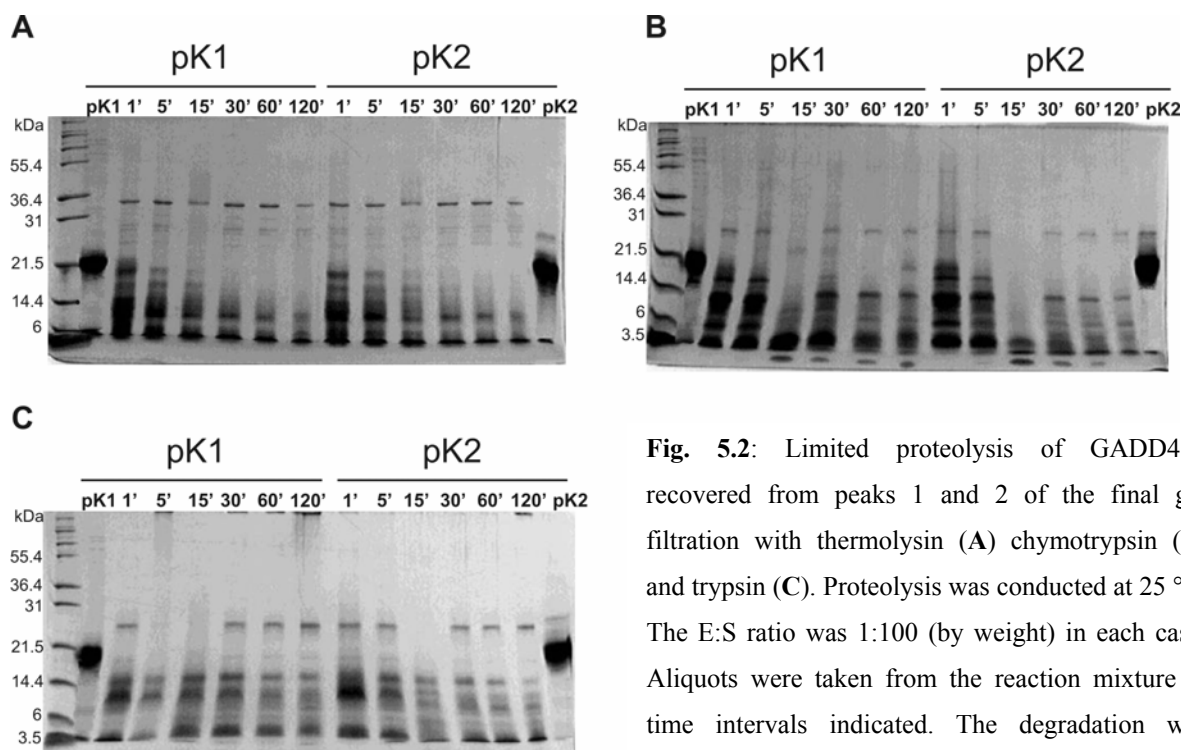 A
pK1 pK2
pK1 1’ 5’ 15’ 30’ 60’ 120’ 1’ 5’ 15’ 30’ 60’ 120’ pK2
kDa
55.4
36.4
31
21.5
14.4
6
3.5
B
pK1 pK2
pK1 1’ 5’ 15’ 30’ 60’ 120’ 1’ 5’ 15’ 30’ 60’ 120’ pK2
kDa
55.4
36.4
31
21.5
14.4
6
3.5
C
pK1 pK2
pK1 1’ 5’ 15’ 30’ 60’ 120’ 1’ 5’ 15’ 30’ 60’ 120’ pK2
kDa
55.4
36.4
31
21.5
14.4
6
3.5
Fig. 5.2: Limited proteolysis of GADD4
recovered from peaks 1 and 2 of the final g
filtration with thermolysin (A) chymotrypsin (
and trypsin (C). Proteolysis was conducted at 25 °
The E:S ratio was 1:100 (by weight) in each cas
Aliquots were taken from the reaction mixture
time intervals indicated. The degradation w